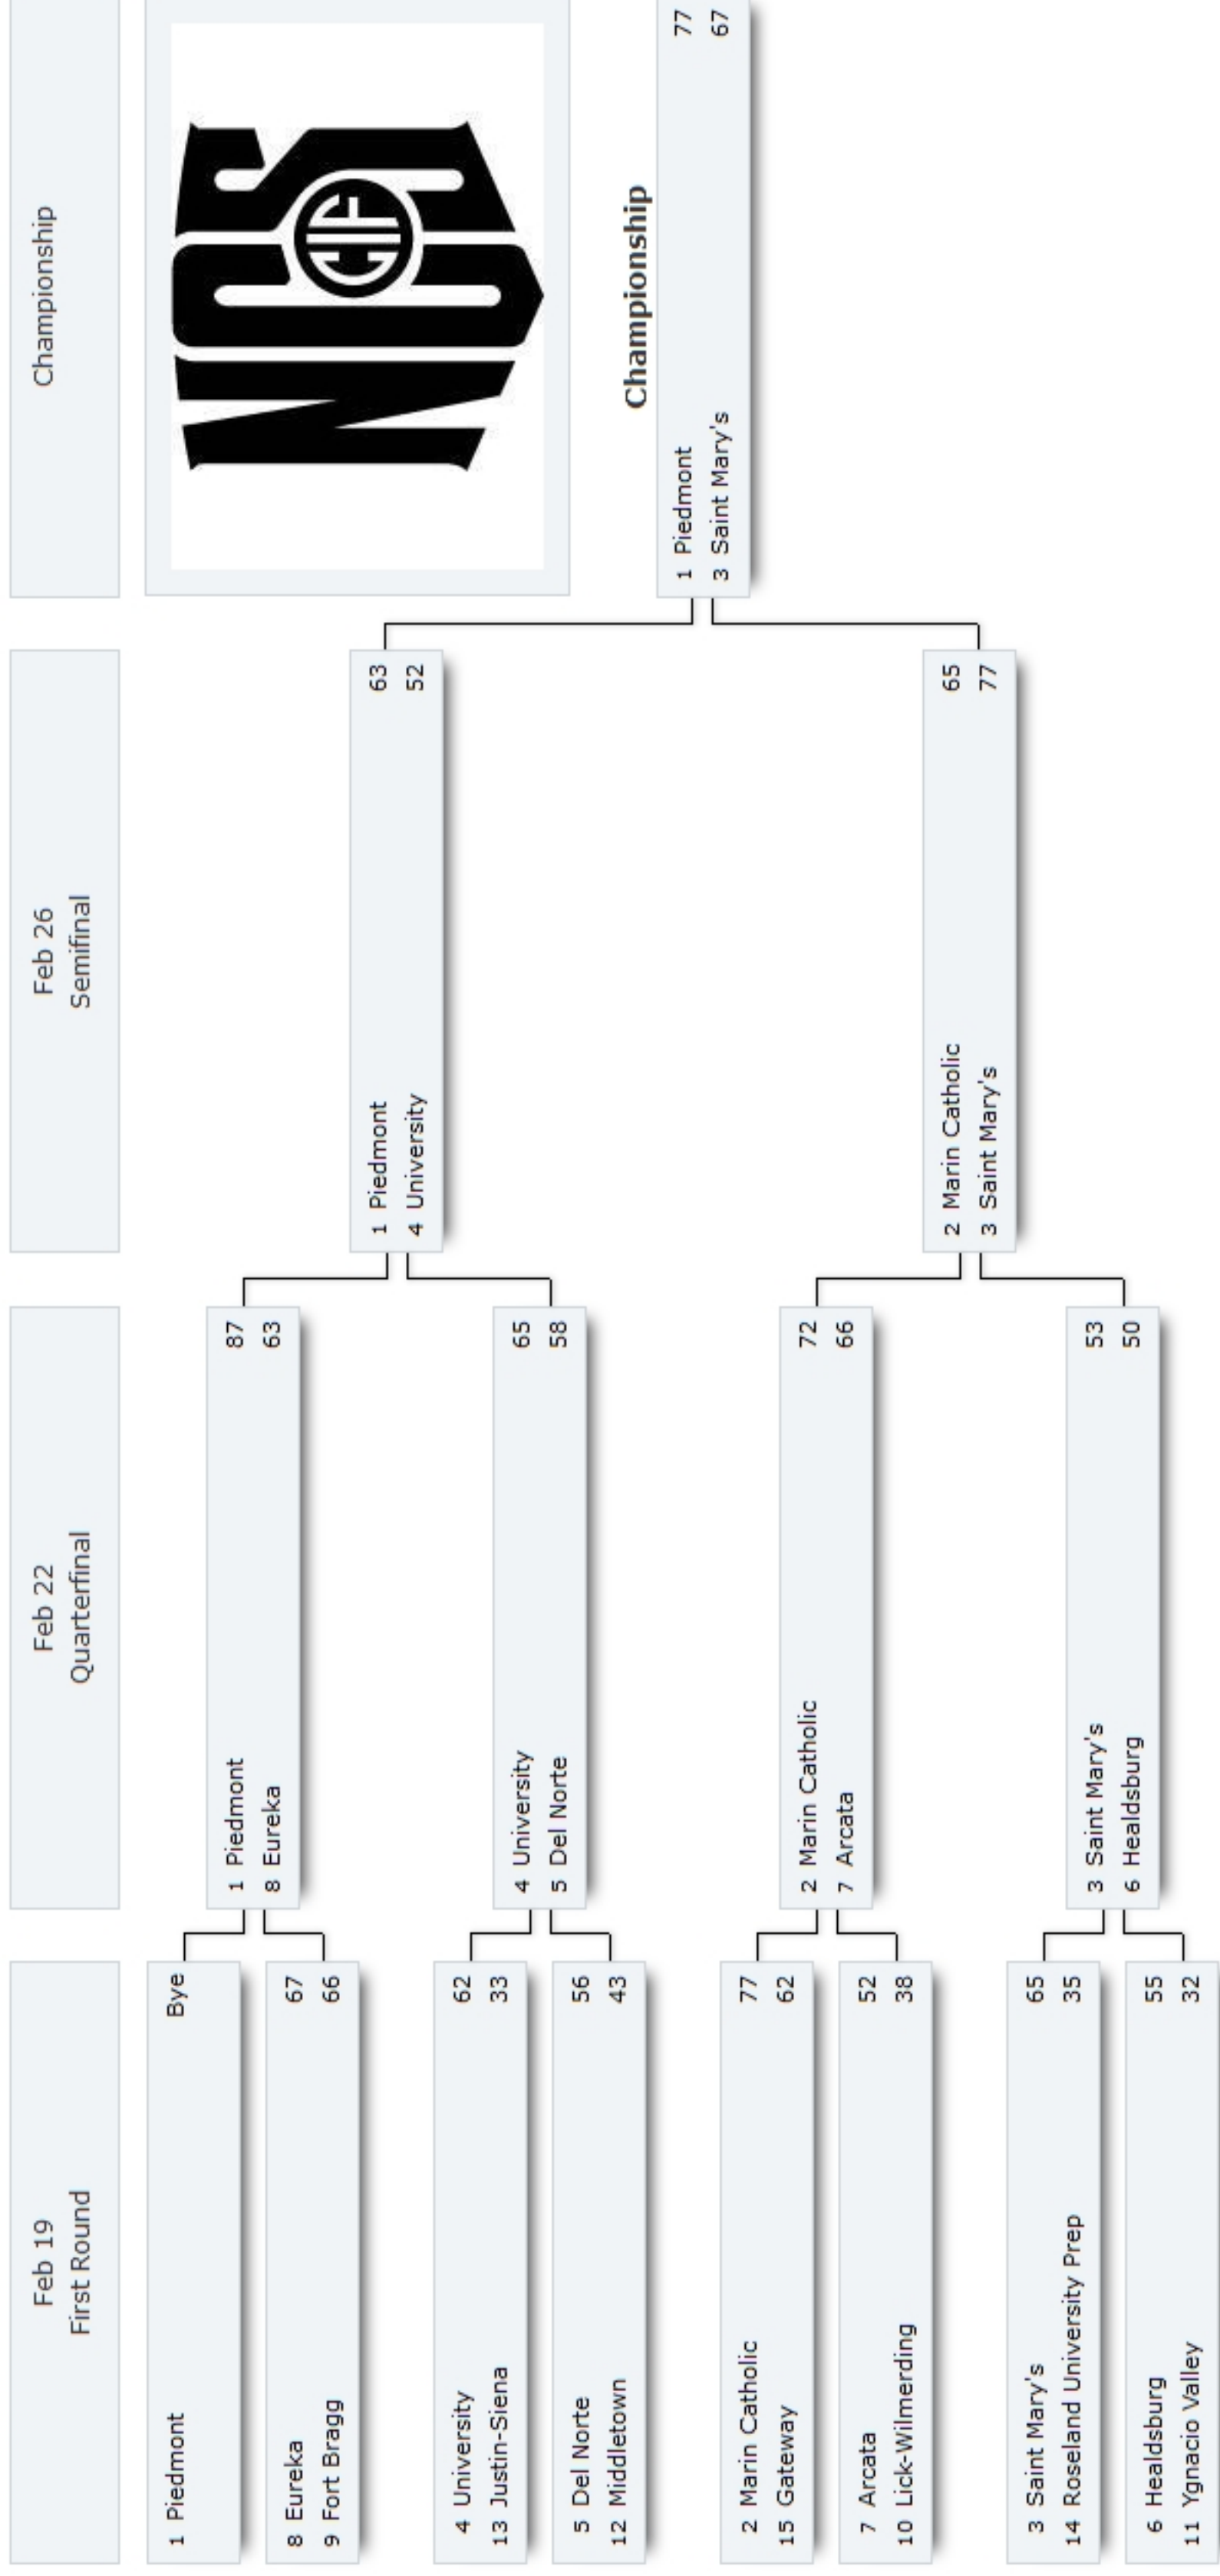 Feb 19
First Round
Feb 22
Quarterfinal
Feb 26
Semifinal
Championship
1 Piedmont Bye
8 Eureka 67
9 Fort Bragg 66
4 University 62
13 Justin-Siena 33
5 Del Norte 56
12 Middletown 43
2 Marin Catholic 77
15 Gateway 62
7 Arcata 52
10 Lick-Wilmerding 38
3 Saint Mary's 65
14 Roseland University Prep 35
6 Healdsburg 55
11 Ygnacio Valley 32
1 Piedmont 87
8 Eureka 63
4 University 65
5 Del Norte 58
2 Marin Catholic 72
7 Arcata 66
3 Saint Mary's 53
6 Healdsburg 50
1 Piedmont 63
4 University 52
2 Marin Catholic 65
3 Saint Mary's 77
NCS
CIF
Championship
1 Piedmont 77
3 Saint Mary's 67